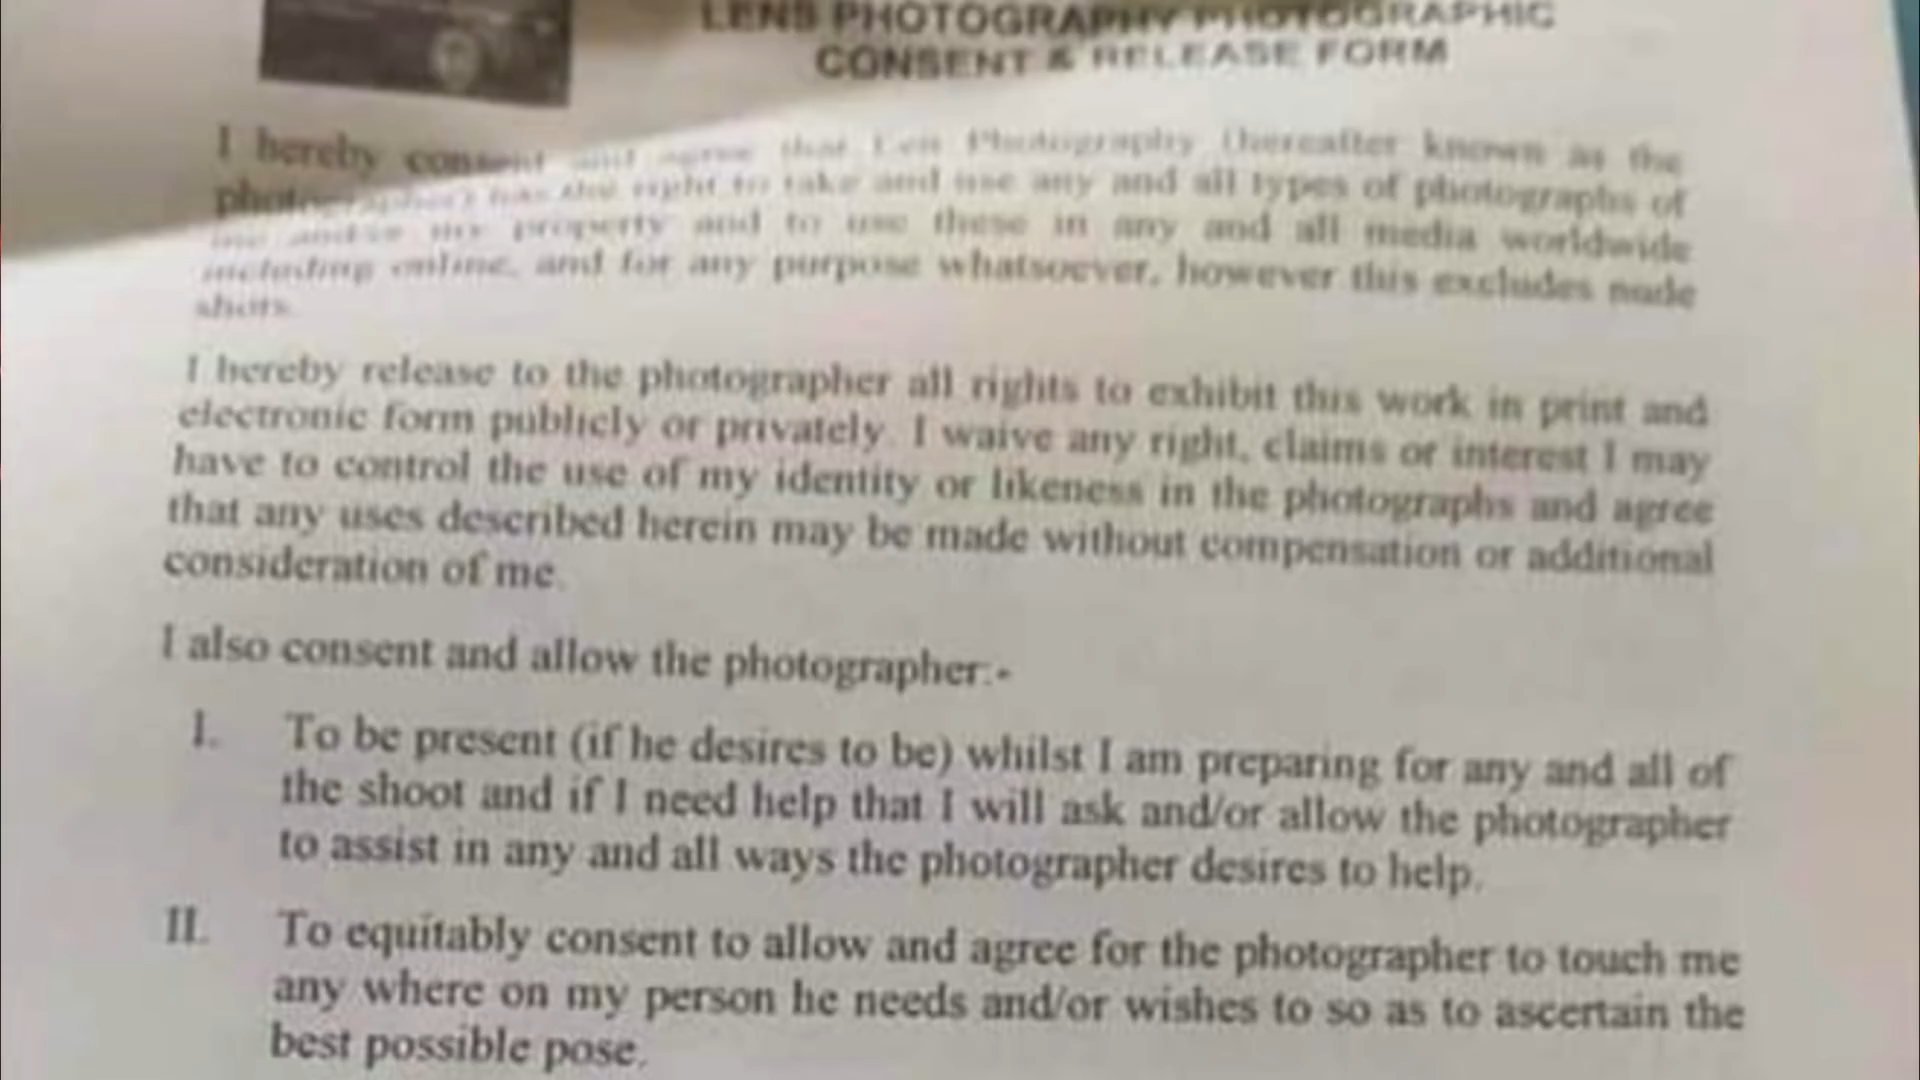 LENS PHOTOGRAPHY PHOTOGRAPHIC
CONSENT & RELEASE FORM
I hereby consent and agree that Len Photography (hereafter known as the
photographer) has the right to take and use any and all types of photographs of
me and/or my property and to use these in any and all media worldwide
including online, and for any purpose whatsoever, however this excludes nude
shots.
I hereby release to the photographer all rights to exhibit this work in print and
electronic form publicly or privately. I waive any right, claims or interest I may
have to control the use of my identity or likeness in the photographs and agree
that any uses described herein may be made without compensation or additional
consideration of me.
I also consent and allow the photographer:-
I. To be present (if he desires to be) whilst I am preparing for any and all of
the shoot and if I need help that I will ask and/or allow the photographer
to assist in any and all ways the photographer desires to help.
II. To equitably consent to allow and agree for the photographer to touch me
any where on my person he needs and/or wishes to so as to ascertain the
best possible pose.